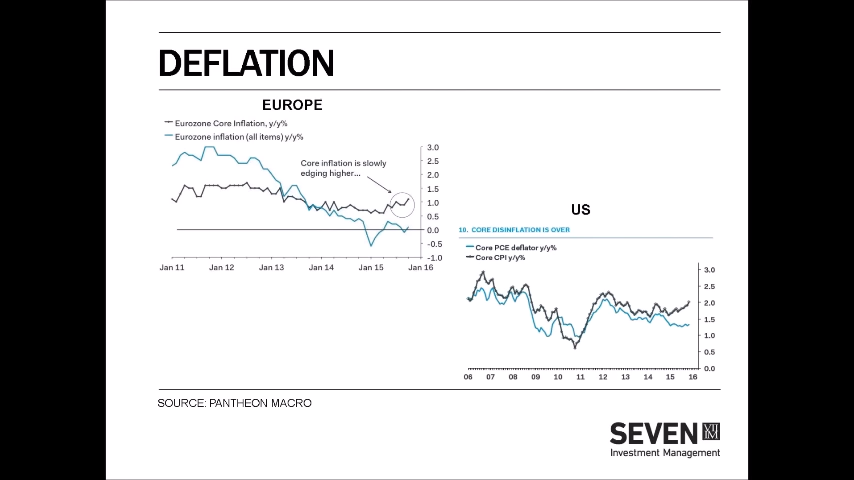 DEFLATION
EUROPE
Eurozone Core Inflation, y/y%
Eurozone inflation (all items) y/y%
Core inflation is slowly
edging higher...
3.0
2.5
2.0
1.5
1.0
0.5
0.0
-0.5
-1.0
Jan 11 Jan 12 Jan 13 Jan 14 Jan 15 Jan 16
US
10. CORE DISINFLATION IS OVER
Core PCE deflator y/y%
Core CPI y/y%
3.0
2.5
2.0
1.5
1.0
0.5
0.0
06 07 08 09 10 11 12 13 14 15 16
SOURCE: PANTHEON MACRO
SEVEN VII IM
Investment Management